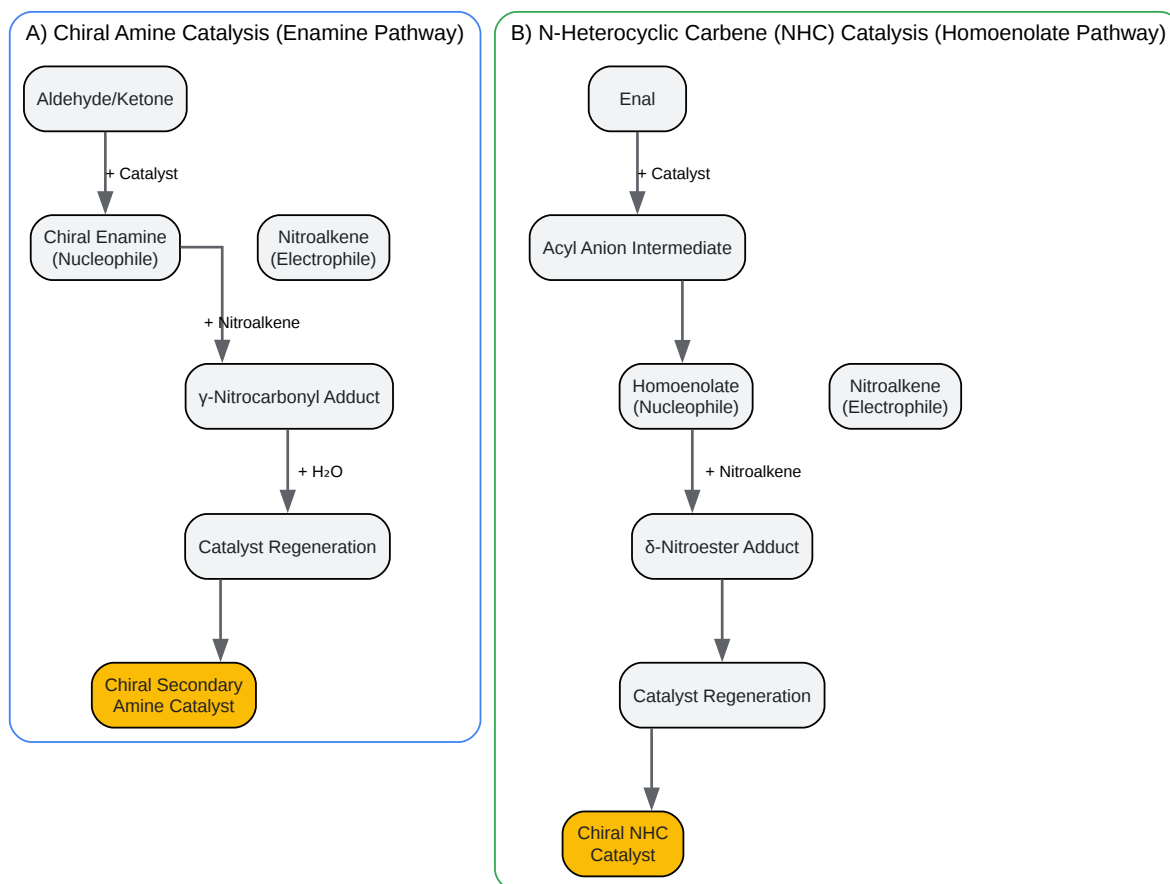 A) Chiral Amine Catalysis (Enamine Pathway)
Aldehyde/Ketone
+ Catalyst
Chiral Enamine
(Nucleophile)
Nitroalkene
(Electrophile)
+ Nitroalkene
γ-Nitrocarbonyl Adduct
+ H₂O
Catalyst Regeneration
Chiral Secondary
Amine Catalyst
B) N-Heterocyclic Carbene (NHC) Catalysis (Homoenolate Pathway)
Enal
+ Catalyst
Acyl Anion Intermediate
Homoenolate
(Nucleophile)
Nitroalkene
(Electrophile)
+ Nitroalkene
δ-Nitroester Adduct
Catalyst Regeneration
Chiral NHC
Catalyst